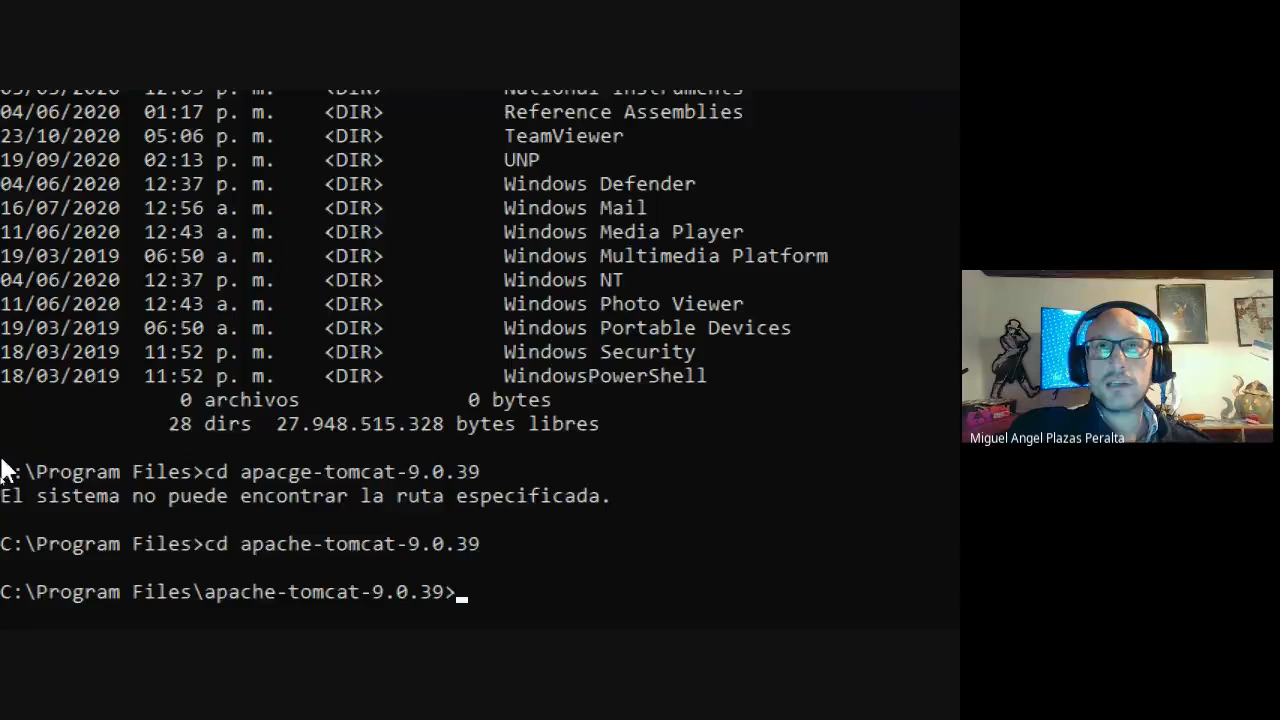 04/06/2020  01:17 p. m.    <DIR>          Reference Assemblies
23/10/2020  05:06 p. m.    <DIR>          TeamViewer
19/09/2020  02:13 p. m.    <DIR>          UNP
04/06/2020  12:37 p. m.    <DIR>          Windows Defender
16/07/2020  12:56 a. m.    <DIR>          Windows Mail
11/06/2020  12:43 a. m.    <DIR>          Windows Media Player
19/03/2019  06:50 a. m.    <DIR>          Windows Multimedia Platform
04/06/2020  12:37 p. m.    <DIR>          Windows NT
11/06/2020  12:43 a. m.    <DIR>          Windows Photo Viewer
19/03/2019  06:50 a. m.    <DIR>          Windows Portable Devices
18/03/2019  11:52 p. m.    <DIR>          Windows Security
18/03/2019  11:52 p. m.    <DIR>          WindowsPowerShell
0 archivos              0 bytes
28 dirs  27.948.515.328 bytes libres
:\Program Files>cd apacge-tomcat-9.0.39
El sistema no puede encontrar la ruta especificada.
C:\Program Files>cd apache-tomcat-9.0.39
C:\Program Files\apache-tomcat-9.0.39>
Miguel Angel Plazas Peralta